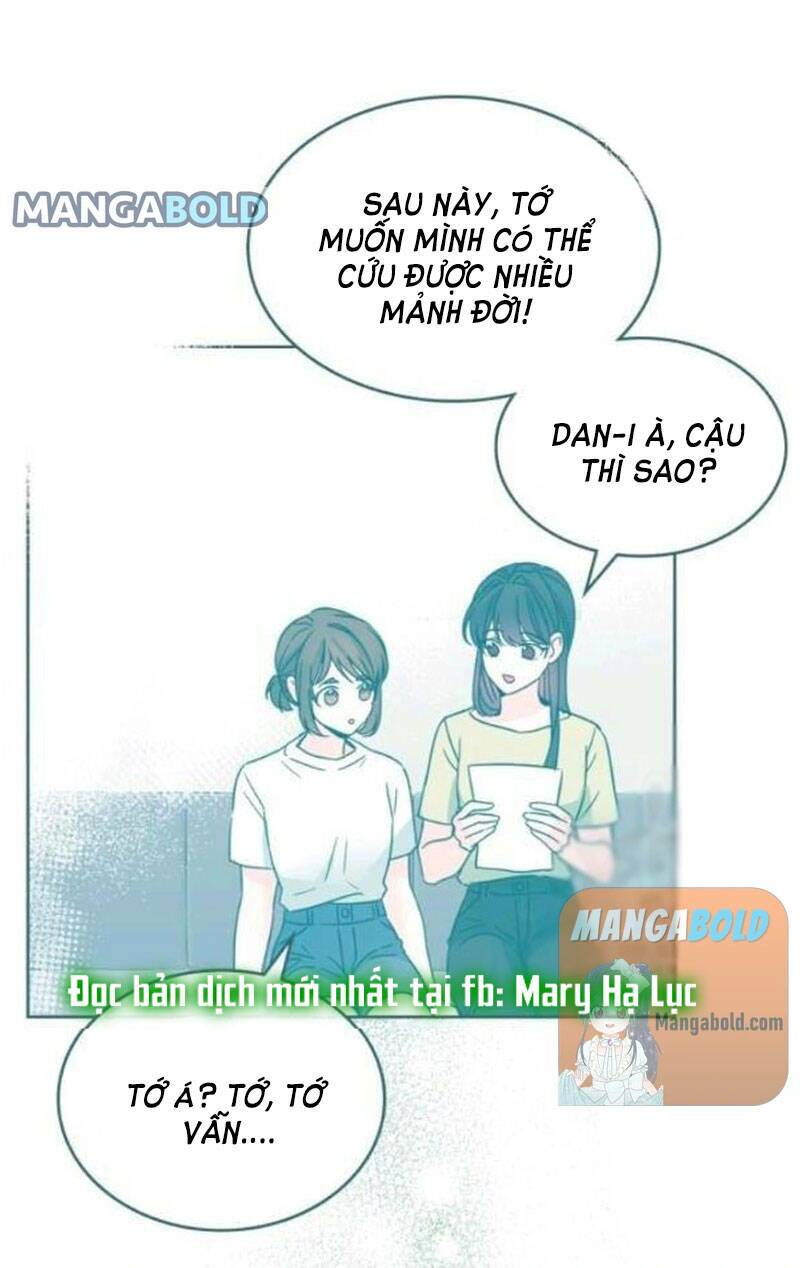 MANGABOLD
SAU NÀY, TỚ
MUỐN MÌNH CÓ THỂ
CỨU ĐƯỢC NHIỀU
MẢNH ĐỜI!
DAN-I À, CẬU
THÌ SAO?
MANGABOLD
Đọc bản dịch mới nhất tại fb: Mary Hạ Lục
Mangabold.com
TỚ Á? TỚ, TỚ
VẪN....